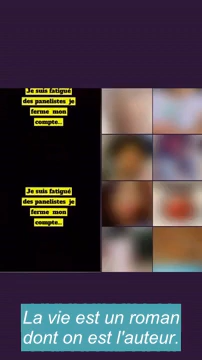 Je suis fatigué
des panelistes je
ferme mon
compte...
Je suis fatigué
des panelistes je
ferme mon
compte...
La vie est un roman
dont on est l'auteur.